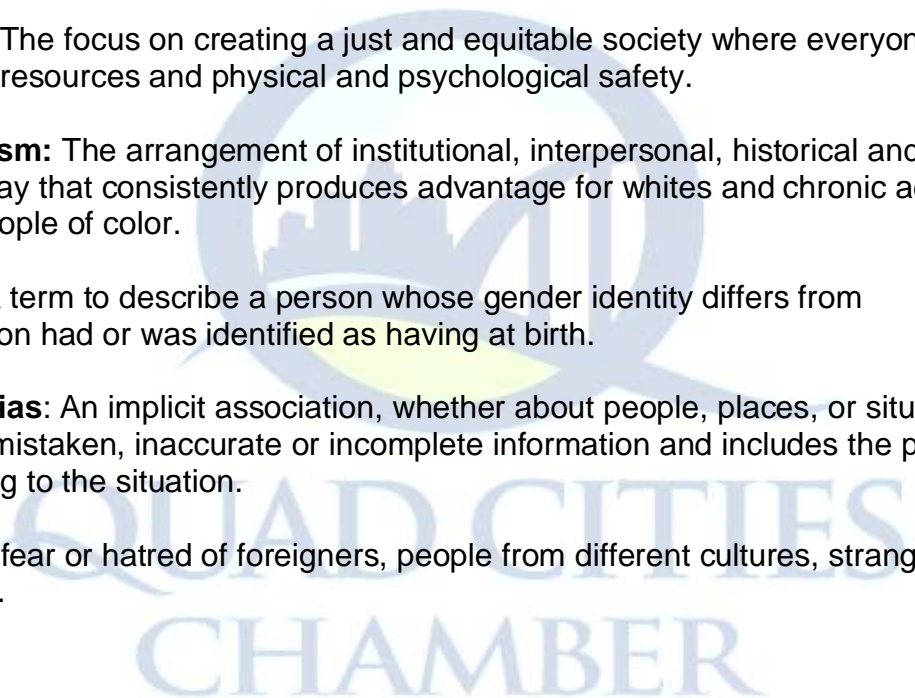 The focus on creating a just and equitable society where everyon
resources and physical and psychological safety.
sm: The arrangement of institutional, interpersonal, historical and
ay that consistently produces advantage for whites and chronic a
ople of color.
term to describe a person whose gender identity differs from
on had or was identified as having at birth.
ias: An implicit association, whether about people, places, or situ
mistaken, inaccurate or incomplete information and includes the p
g to the situation.
fear or hatred of foreigners, people from different cultures, strang
.
QUAD CITIES
CHAMBER